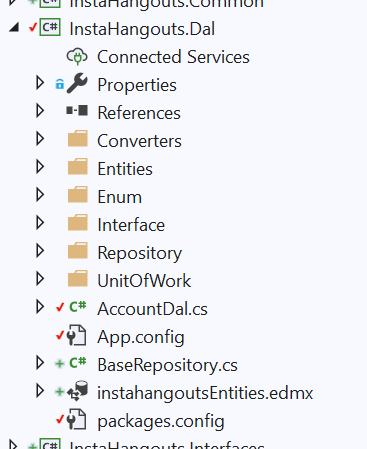 InstaHangouts.Common
C# InstaHangouts.Dal
Connected Services
Properties
References
Converters
Entities
Enum
Interface
Repository
UnitOfWork
C# AccountDal.cs
App.config
C# BaseRepository.cs
instahangoutsEntities.edmx
packages.config
C# InstaHangouts.Interfaces